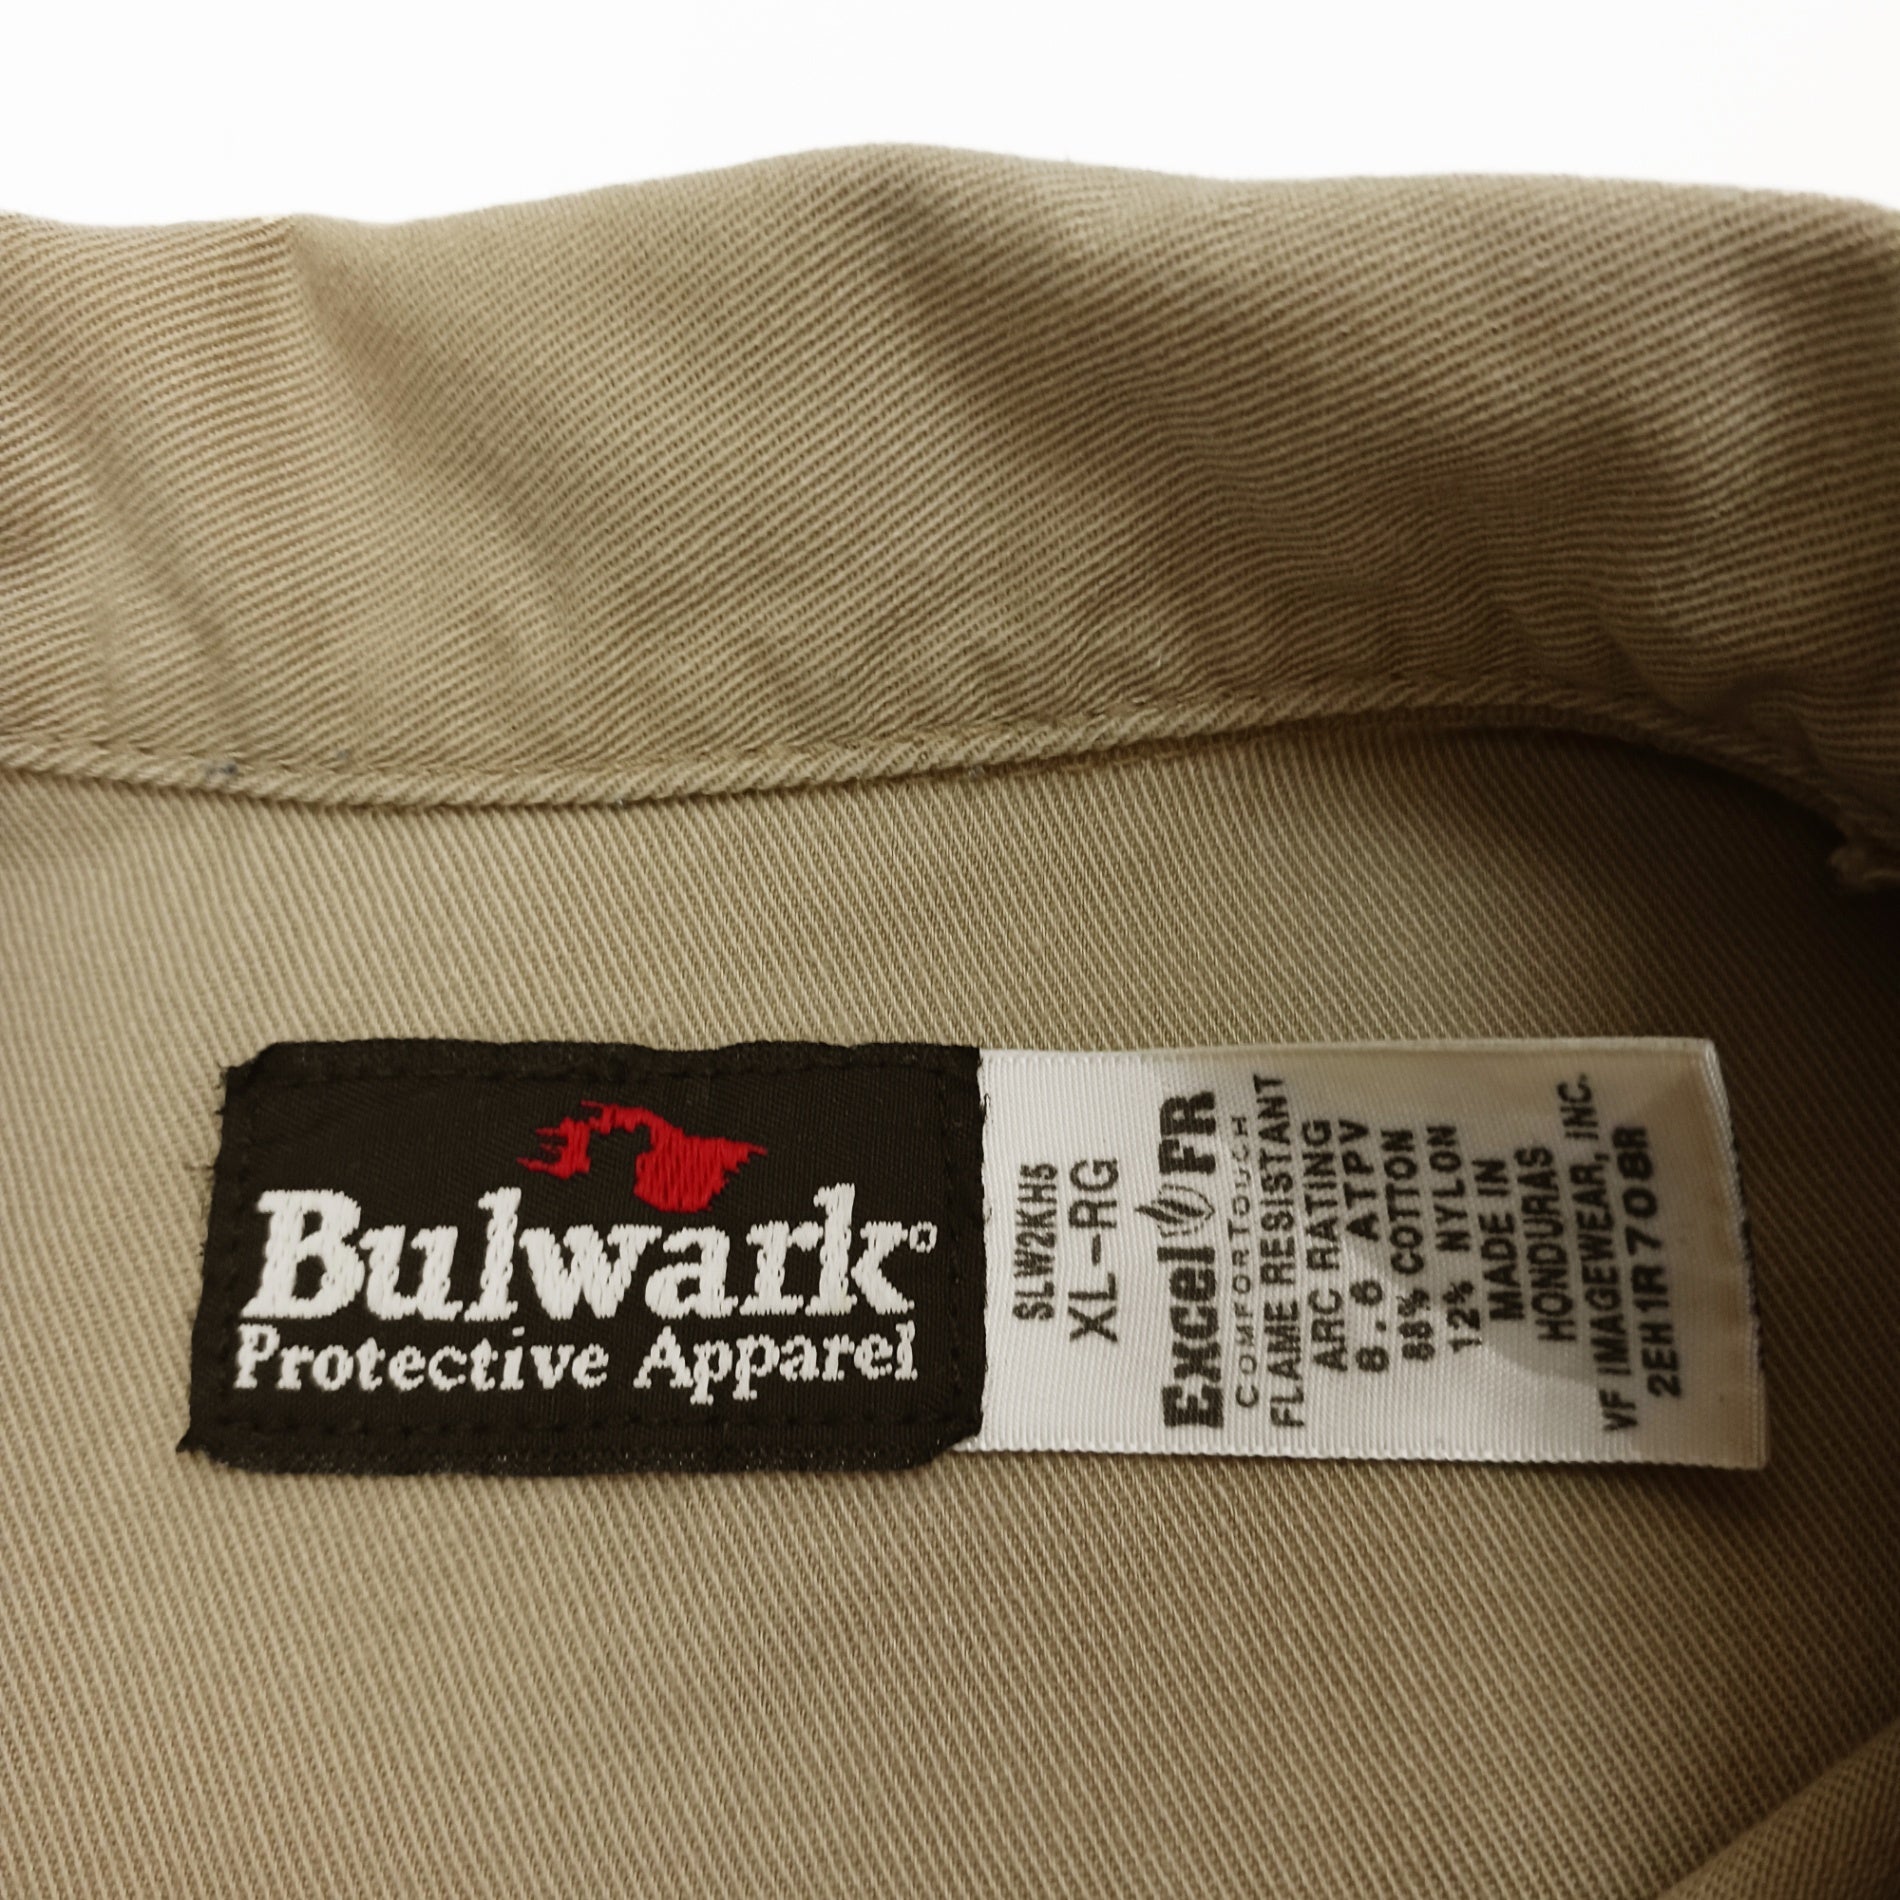 Bulwark®
Protective Apparel
SLW2KH5
XL-RG
Excel FR
COMFORTOUCH
FLAME RESISTANT
ARC RATING
8.6 ATPV
88% COTTON
12% NYLON
MADE IN
HONDURAS
VF IMAGEWEAR, INC.
2EH1R708R